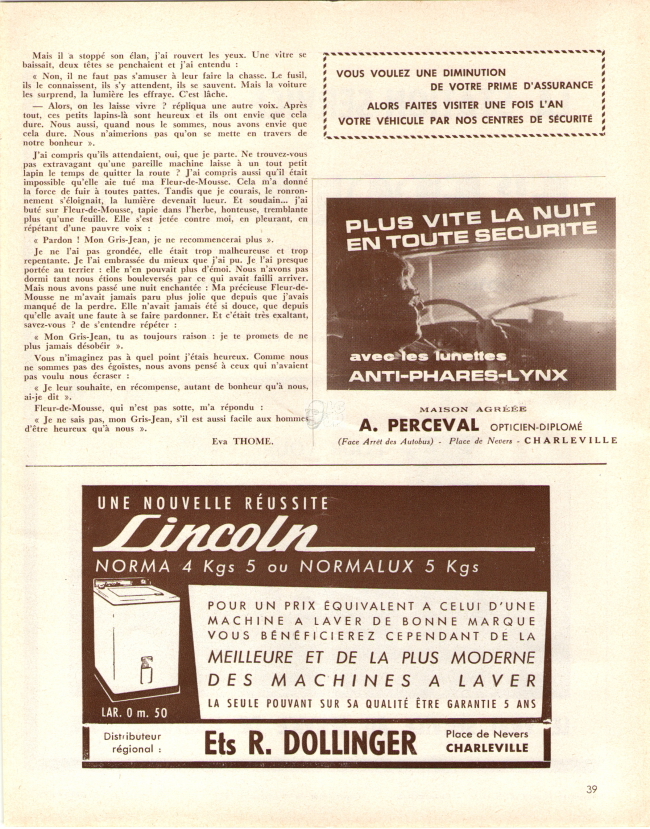 Mais il a stoppé son élan, j'ai rouvert les yeux. Une vitre se
baissait, deux têtes se penchaient et j'ai entendu :
« Non, il ne faut pas s'amuser à leur faire la chasse. Le fusil,
ils le connaissent, ils s'y attendent, ils se sauvent. Mais la voiture
les surprend, la lumière les effraye. C'est lâche.
— Alors, on les laisse vivre ? répliqua une autre voix. Après
tout, ces petits lapins-là sont heureux et ils ont envie que cela
dure. Nous aussi, quand nous le sommes, nous avons envie que
cela dure. Nous n'aimerions pas qu'on se mette en travers de
notre bonheur ».
J'ai compris qu'ils attendaient, oui, que je parte. Ne trouvez-vous
pas extravagant qu'une pareille machine laisse à un tout petit
lapin le temps de quitter la route ? J'ai compris aussi qu'il était
impossible qu'elle aie tué ma Fleur-de-Mousse. Cela m'a donné
la force de fuir à toutes pattes. Tandis que je courais, le ronron-
nement s'éloignait, la lumière devenait lueur. Et soudain... j'ai
buté sur Fleur-de-Mousse, tapie dans l'herbe, honteuse, tremblante
plus qu'une feuille. Elle s'est jetée contre moi, en pleurant, en
répétant d'une pauvre voix :
« Pardon ! Mon Gris-Jean, je ne recommencerai plus ».
Je ne l'ai pas grondée, elle était trop malheureuse et trop
repentante. Je l'ai embrassée du mieux que j'ai pu. Je l'ai presque
portée au terrier : elle n'en pouvait plus d'émoi. Nous n'avons pas
dormi tant nous étions bouleversés par ce qui avait failli arriver.
Mais nous avons passé une nuit enchantée : Ma précieuse Fleur-de-
Mousse ne m'avait jamais paru plus jolie que depuis que j'avais
manqué de la perdre. Elle n'avait jamais été si douce, que depuis
qu'elle avait une faute à se faire pardonner. Et c'était très exaltant,
savez-vous ? de s'entendre répéter :
« Mon Gris-Jean, tu as toujours raison : je te promets de ne
plus jamais désobéir ».
Vous n'imaginez pas à quel point j'étais heureux. Comme nous
ne sommes pas des égoïstes, nous avons pensé à ceux qui n'avaient
pas voulu nous écraser :
« Je leur souhaite, en récompense, autant de bonheur qu'à nous,
ai-je dit ».
Fleur-de-Mousse, qui n'est pas sotte, m'a répondu :
« Je ne sais pas, mon Gris-Jean, s'il est aussi facile aux hommes
d'être heureux qu'à nous ».
Eva THOME.
VOUS VOULEZ UNE DIMINUTION
DE VOTRE PRIME D'ASSURANCE
ALORS FAITES VISITER UNE FOIS L'AN
VOTRE VÉHICULE PAR NOS CENTRES DE SÉCURITÉ
PLUS VITE LA NUIT
EN TOUTE SECURITE
avec les lunettes
ANTI-PHARES-LYNX
MAISON AGRÉÉE
A. PERCEVAL OPTICIEN-DIPLOMÉ
(Face Arrêt des Autobus) - Place de Nevers - CHARLEVILLE
UNE NOUVELLE RÉUSSITE
Lincoln
NORMA 4 Kgs 5 ou NORMALUX 5 Kgs
POUR UN PRIX ÉQUIVALENT A CELUI D'UNE
MACHINE A LAVER DE BONNE MARQUE
VOUS BÉNÉFICIEREZ CEPENDANT DE LA
MEILLEURE ET DE LA PLUS MODERNE
DES MACHINES A LAVER
LA SEULE POUVANT SUR SA QUALITÉ ÊTRE GARANTIE 5 ANS
LAR. 0 m. 50
Distributeur
régional :
Ets R. DOLLINGER
Place de Nevers
CHARLEVILLE
39